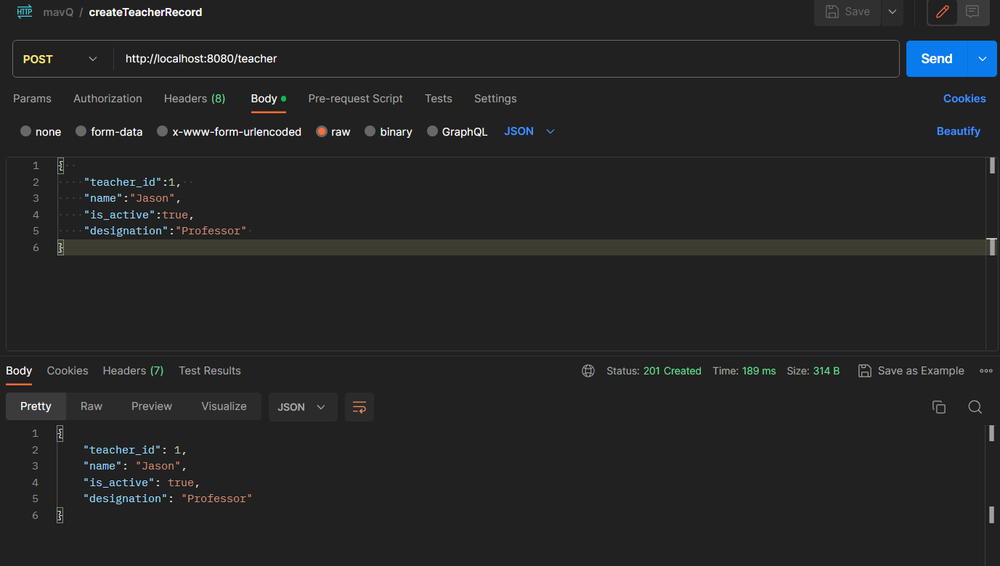 HTTP mavQ / createTeacherRecord Save
POST http://localhost:8080/teacher Send
Params Authorization Headers (8) Body Pre-request Script Tests Settings Cookies
none form-data x-www-form-urlencoded raw binary GraphQL JSON Beautify
1 {
2 "teacher_id":1,
3 "name":"Jason",
4 "is_active":true,
5 "designation":"Professor"
6 }
Body Cookies Headers (7) Test Results Status: 201 Created Time: 189 ms Size: 314 B Save as Example
Pretty Raw Preview Visualize JSON
1 {
2 "teacher_id": 1,
3 "name": "Jason",
4 "is_active": true,
5 "designation": "Professor"
6 }